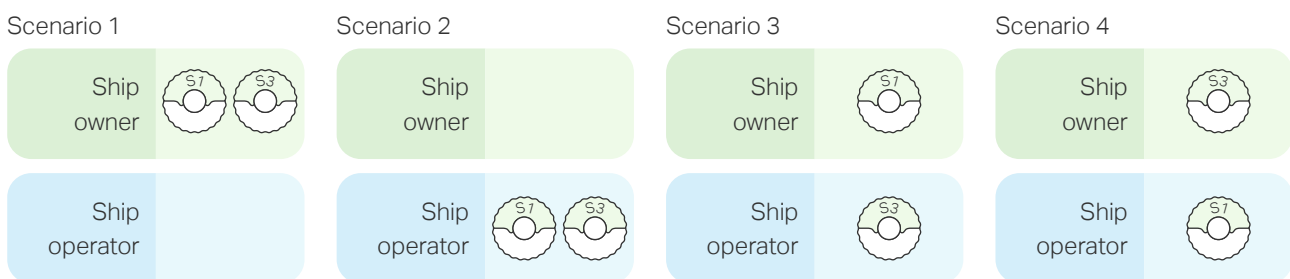 Scenario 1
Scenario 2
Scenario 3
Scenario 4
Ship
owner
S1
S3
Ship
owner
Ship
owner
S1
Ship
owner
S3
Ship
operator
Ship
operator
S1
S3
Ship
operator
S3
Ship
operator
S1